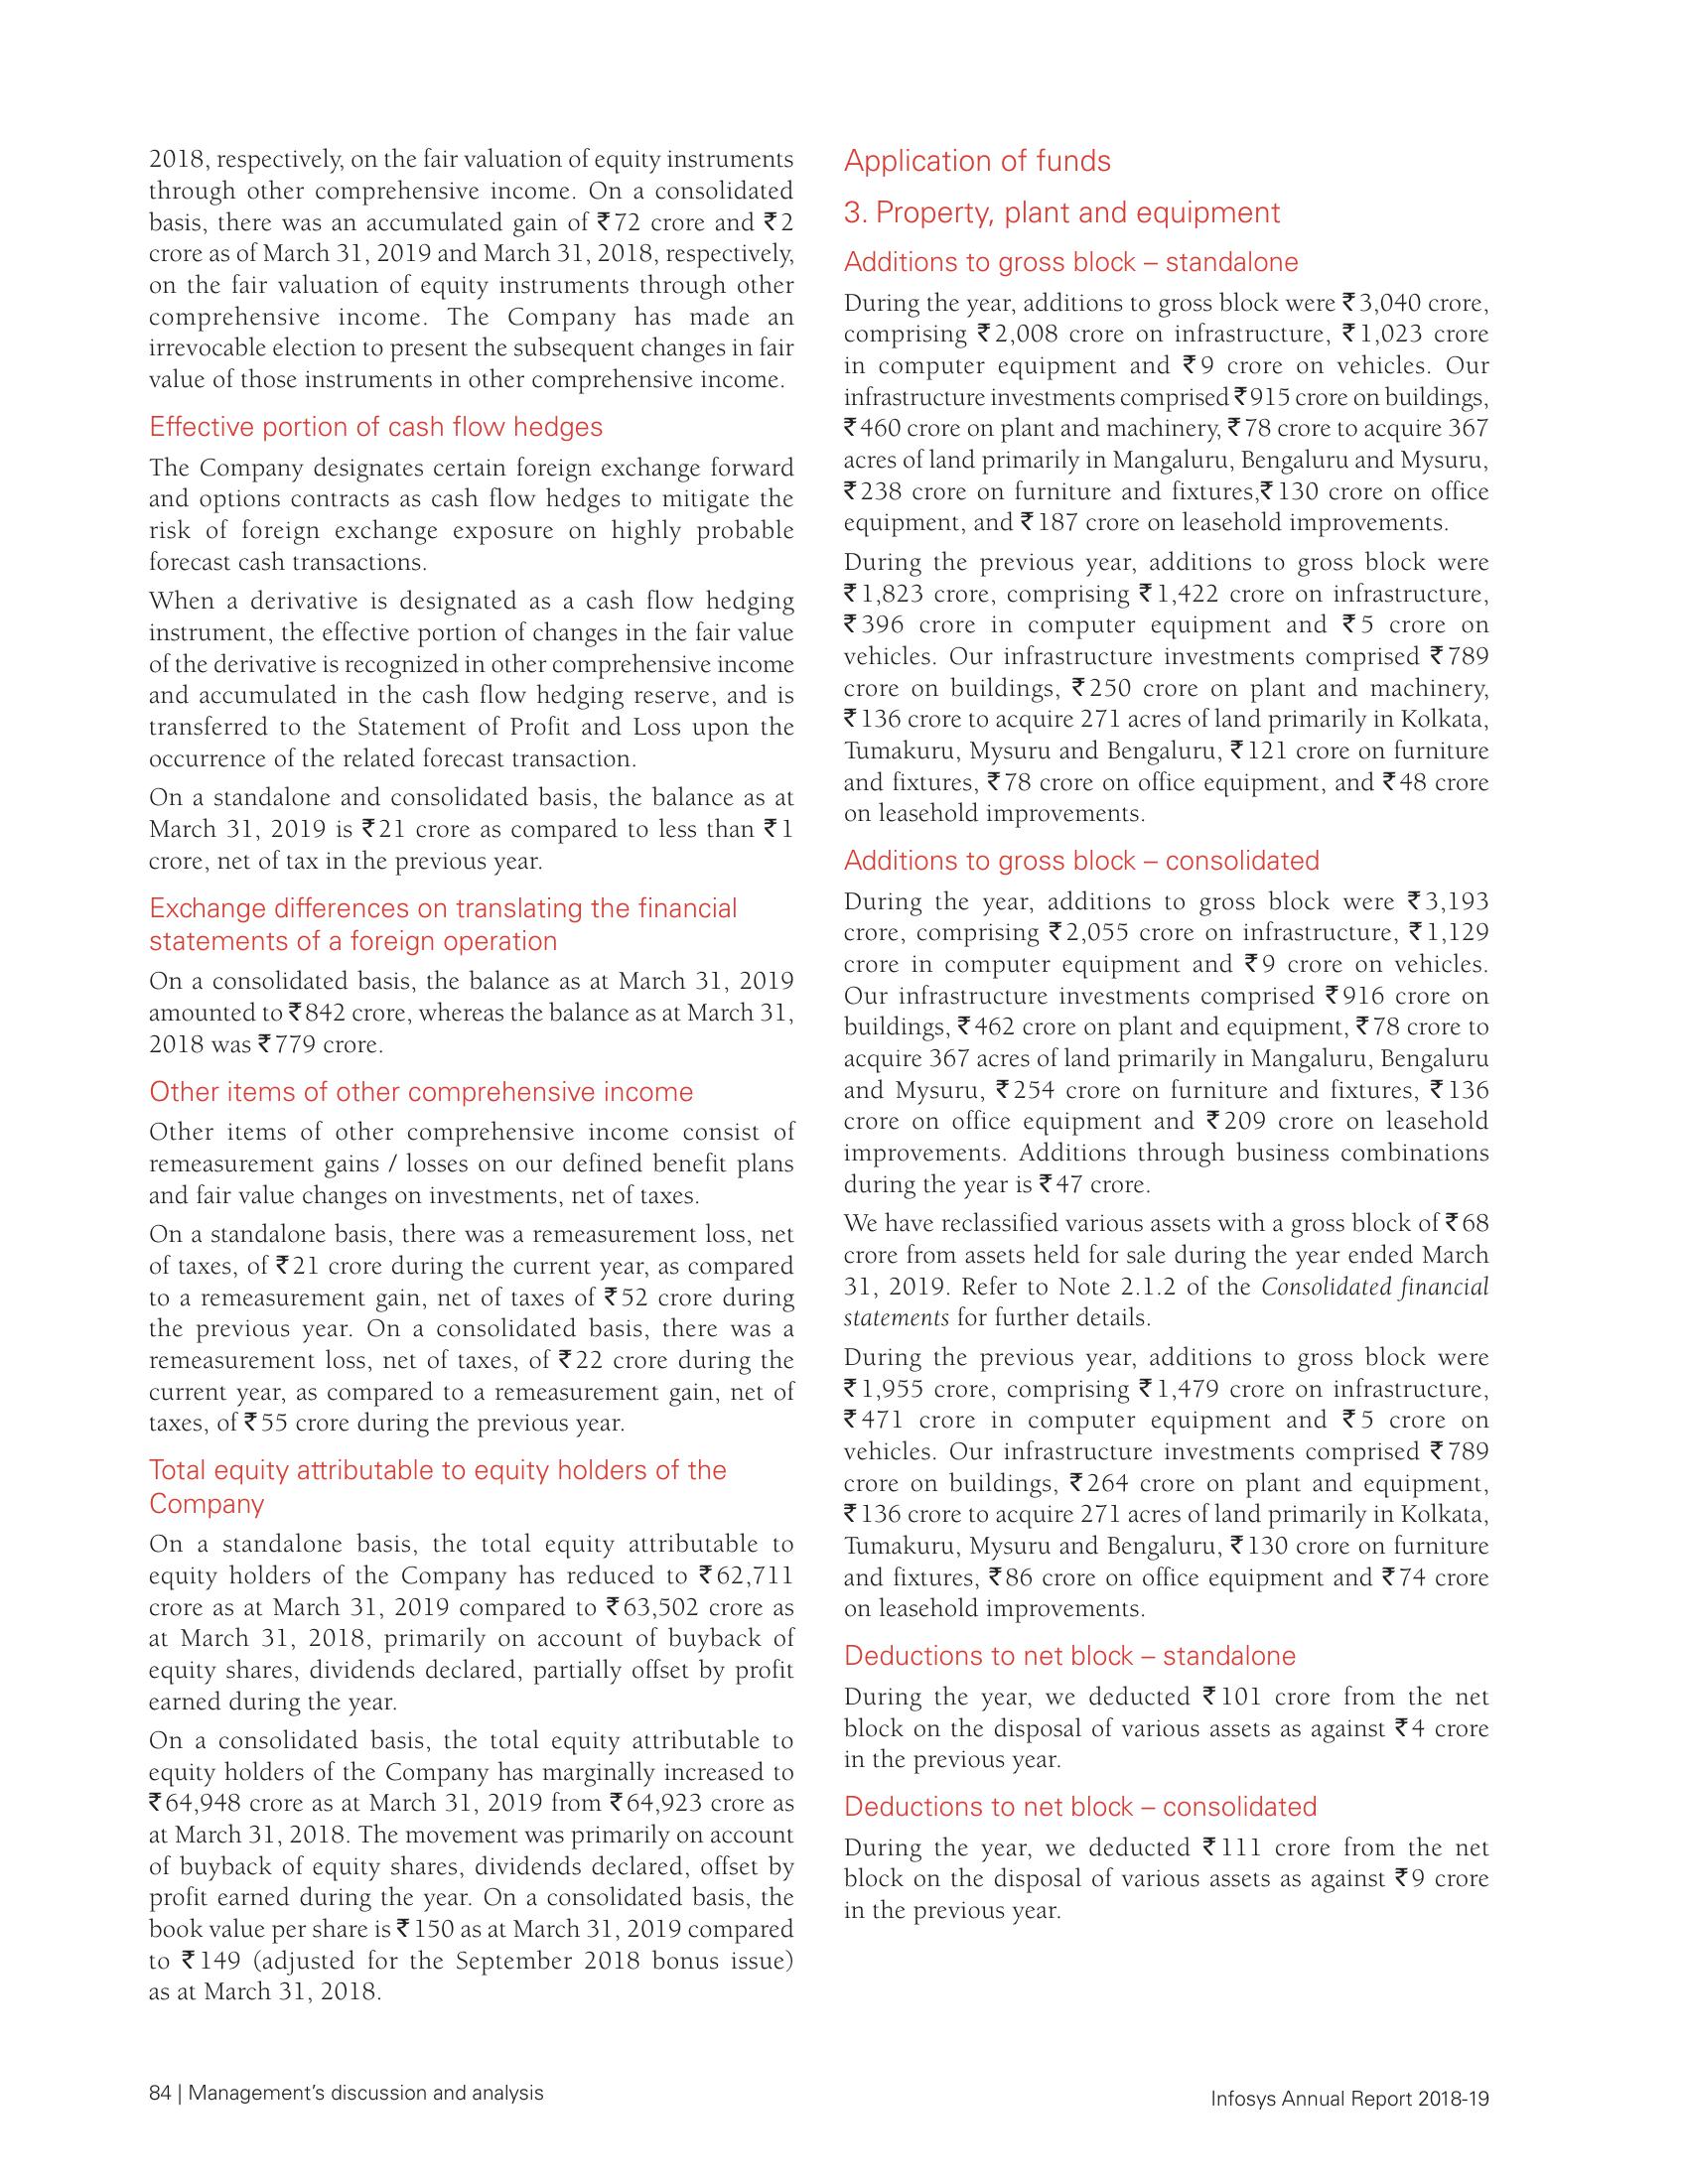 2018, respectively, on the fair valuation of equity instruments
through other comprehensive income. On a consolidated
basis, there was an accumulated gain of ₹72 crore and ₹2
crore as of March 31, 2019 and March 31, 2018, respectively,
on the fair valuation of equity instruments through other
comprehensive income. The Company has made an
irrevocable election to present the subsequent changes in fair
value of those instruments in other comprehensive income.
Effective portion of cash flow hedges
The Company designates certain foreign exchange forward
and options contracts as cash flow hedges to mitigate the
risk of foreign exchange exposure on highly probable
forecast cash transactions.
When a derivative is designated as a cash flow hedging
instrument, the effective portion of changes in the fair value
of the derivative is recognized in other comprehensive income
and accumulated in the cash flow hedging reserve, and is
transferred to the Statement of Profit and Loss upon the
occurrence of the related forecast transaction.
On a standalone and consolidated basis, the balance as at
March 31, 2019 is ₹21 crore as compared to less than ₹1
crore, net of tax in the previous year.
Exchange differences on translating the financial
statements of a foreign operation
On a consolidated basis, the balance as at March 31, 2019
amounted to ₹842 crore, whereas the balance as at March 31,
2018 was ₹779 crore.
Other items of other comprehensive income
Other items of other comprehensive income consist of
remeasurement gains / losses on our defined benefit plans
and fair value changes on investments, net of taxes.
On a standalone basis, there was a remeasurement loss, net
of taxes, of ₹21 crore during the current year, as compared
to a remeasurement gain, net of taxes of ₹52 crore during
the previous year. On a consolidated basis, there was a
remeasurement loss, net of taxes, of ₹22 crore during the
current year, as compared to a remeasurement gain, net of
taxes, of ₹55 crore during the previous year.
Total equity attributable to equity holders of the
Company
On a standalone basis, the total equity attributable to
equity holders of the Company has reduced to ₹62,711
crore as at March 31, 2019 compared to ₹63,502 crore as
at March 31, 2018, primarily on account of buyback of
equity shares, dividends declared, partially offset by profit
earned during the year.
On a consolidated basis, the total equity attributable to
equity holders of the Company has marginally increased to
₹64,948 crore as at March 31, 2019 from ₹64,923 crore as
at March 31, 2018. The movement was primarily on account
of buyback of equity shares, dividends declared, offset by
profit earned during the year. On a consolidated basis, the
book value per share is ₹150 as at March 31, 2019 compared
to ₹149 (adjusted for the September 2018 bonus issue)
as at March 31, 2018.
Application of funds
3. Property, plant and equipment
Additions to gross block – standalone
During the year, additions to gross block were ₹3,040 crore,
comprising ₹2,008 crore on infrastructure, ₹1,023 crore
in computer equipment and ₹9 crore on vehicles. Our
infrastructure investments comprised ₹915 crore on buildings,
₹460 crore on plant and machinery, ₹78 crore to acquire 367
acres of land primarily in Mangaluru, Bengaluru and Mysuru,
₹238 crore on furniture and fixtures,₹130 crore on office
equipment, and ₹187 crore on leasehold improvements.
During the previous year, additions to gross block were
₹1,823 crore, comprising ₹1,422 crore on infrastructure,
₹396 crore in computer equipment and ₹5 crore on
vehicles. Our infrastructure investments comprised ₹789
crore on buildings, ₹250 crore on plant and machinery,
₹136 crore to acquire 271 acres of land primarily in Kolkata,
Tumakuru, Mysuru and Bengaluru, ₹121 crore on furniture
and fixtures, ₹78 crore on office equipment, and ₹48 crore
on leasehold improvements.
Additions to gross block – consolidated
During the year, additions to gross block were ₹3,193
crore, comprising ₹2,055 crore on infrastructure, ₹1,129
crore in computer equipment and ₹9 crore on vehicles.
Our infrastructure investments comprised ₹916 crore on
buildings, ₹462 crore on plant and equipment, ₹78 crore to
acquire 367 acres of land primarily in Mangaluru, Bengaluru
and Mysuru, ₹254 crore on furniture and fixtures, ₹136
crore on office equipment and ₹209 crore on leasehold
improvements. Additions through business combinations
during the year is ₹47 crore.
We have reclassified various assets with a gross block of ₹68
crore from assets held for sale during the year ended March
31, 2019. Refer to Note 2.1.2 of the Consolidated financial
statements for further details.
During the previous year, additions to gross block were
₹1,955 crore, comprising ₹1,479 crore on infrastructure,
₹471 crore in computer equipment and ₹5 crore on
vehicles. Our infrastructure investments comprised ₹789
crore on buildings, ₹264 crore on plant and equipment,
₹136 crore to acquire 271 acres of land primarily in Kolkata,
Tumakuru, Mysuru and Bengaluru, ₹130 crore on furniture
and fixtures, ₹86 crore on office equipment and ₹74 crore
on leasehold improvements.
Deductions to net block – standalone
During the year, we deducted ₹101 crore from the net
block on the disposal of various assets as against ₹4 crore
in the previous year.
Deductions to net block – consolidated
During the year, we deducted ₹111 crore from the net
block on the disposal of various assets as against ₹9 crore
in the previous year.
84 | Management’s discussion and analysis
Infosys Annual Report 2018-19